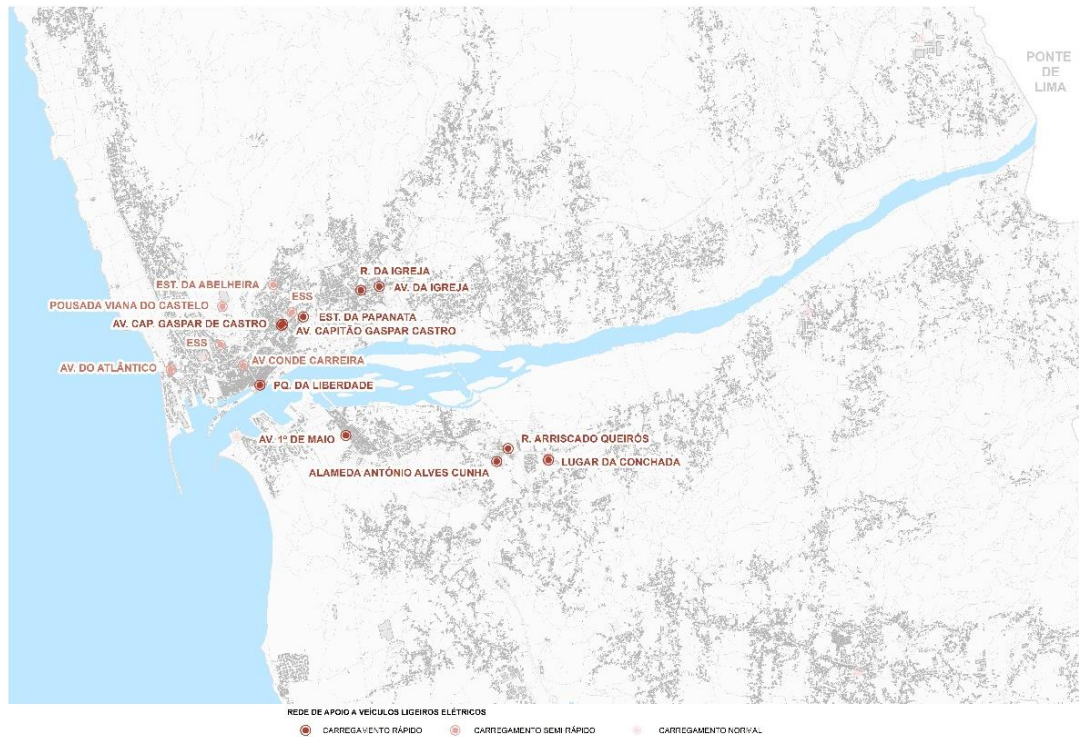 PONTE
DE
LIMA
R. DA IGREJA
EST. DA ABELHEIRA
AV. DA IGREJA
ESS
POUSADA VIANA DO CASTELO
EST. DA PAPANATA
AV. CAP. GASPAR DE CASTRO
AV. CAPITÃO GASPAR CASTRO
ESS
AV CONDE CARREIRA
AV. DO ATLÂNTICO
PQ. DA LIBERDADE
AV. 1º DE MAIO
R. ARRISCADO QUEIRÓS
LUGAR DA CONCHADA
ALAMEDA ANTÓNIO ALVES CUNHA
REDE DE APOIO A VEÍCULOS LIGEIROS ELÉTRICOS
CARREGAMENTO RÁPIDO
CARREGAMENTO SEMI RÁPIDO
CARREGAMENTO NORMAL